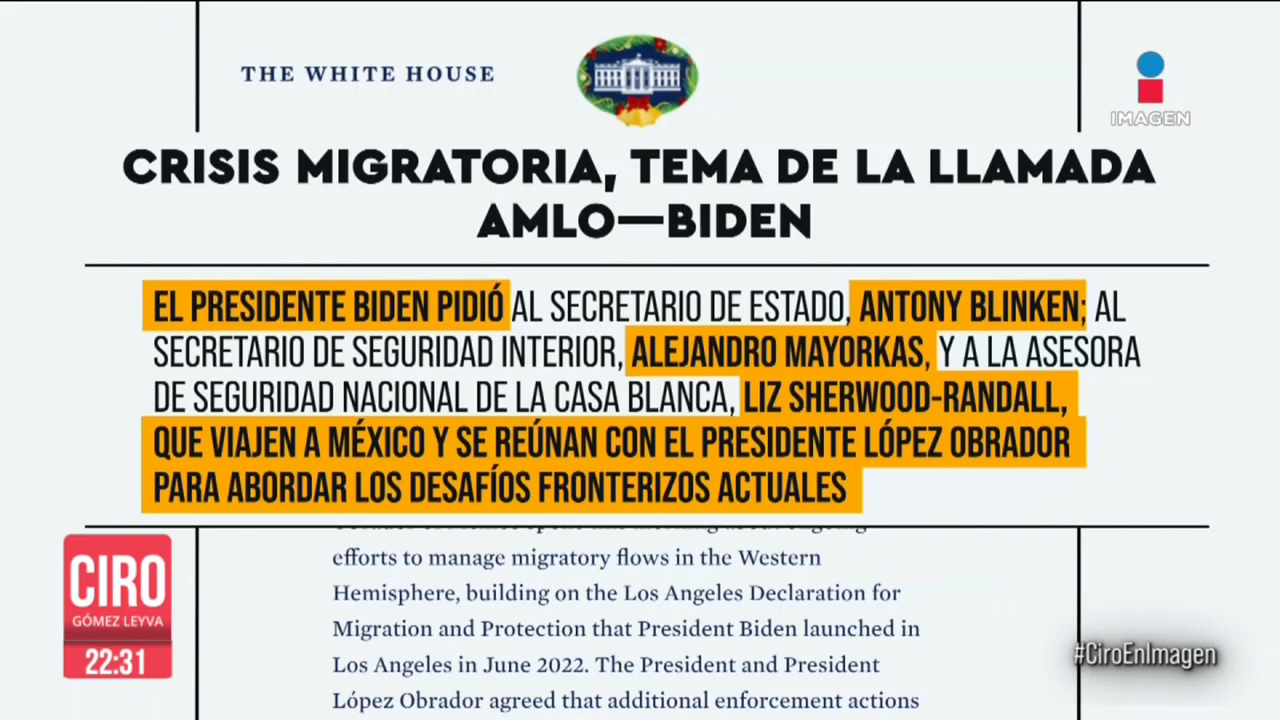 THE WHITE HOUSE
IMAGEN
CRISIS MIGRATORIA, TEMA DE LA LLAMADA
AMLO—BIDEN
EL PRESIDENTE BIDEN PIDIÓ AL SECRETARIO DE ESTADO, ANTONY BLINKEN; AL
SECRETARIO DE SEGURIDAD INTERIOR, ALEJANDRO MAYORKAS, Y A LA ASESORA
DE SEGURIDAD NACIONAL DE LA CASA BLANCA, LIZ SHERWOOD-RANDALL,
QUE VIAJEN A MÉXICO Y SE REÚNAN CON EL PRESIDENTE LÓPEZ OBRADOR
PARA ABORDAR LOS DESAFÍOS FRONTERIZOS ACTUALES
efforts to manage migratory flows in the Western
Hemisphere, building on the Los Angeles Declaration for
Migration and Protection that President Biden launched in
Los Angeles in June 2022. The President and President
López Obrador agreed that additional enforcement actions
CIRO
GÓMEZ LEYVA
22:31
#CiroEnImagen